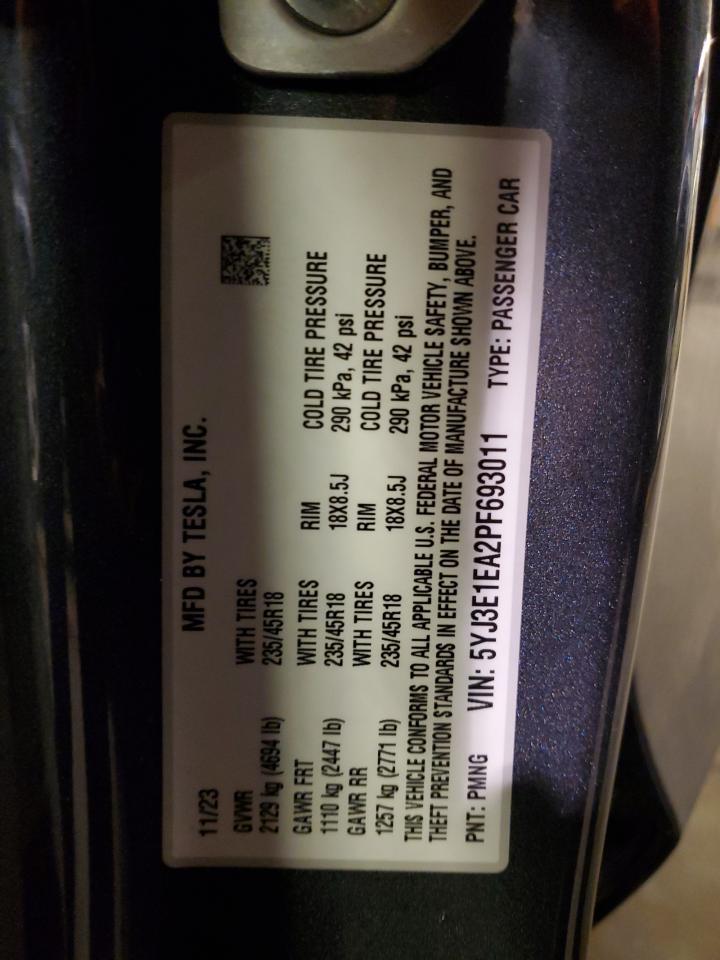 MFD BY TESLA, INC.
11/23
GVWR WITH TIRES
2129 kg (4694 lb) 235/45R18
GAWR FRT WITH TIRES RIM COLD TIRE PRESSURE
1110 kg (2447 lb) 235/45R18 18X8.5J 290 kPa, 42 psi
GAWR RR WITH TIRES RIM COLD TIRE PRESSURE
1257 kg (2771 lb) 235/45R18 18X8.5J 290 kPa, 42 psi
THIS VEHICLE CONFORMS TO ALL APPLICABLE U.S. FEDERAL MOTOR VEHICLE SAFETY, BUMPER, AND
THEFT PREVENTION STANDARDS IN EFFECT ON THE DATE OF MANUFACTURE SHOWN ABOVE.
PNT: PMNG VIN: 5YJ3E1EA2PF693011 TYPE: PASSENGER CAR